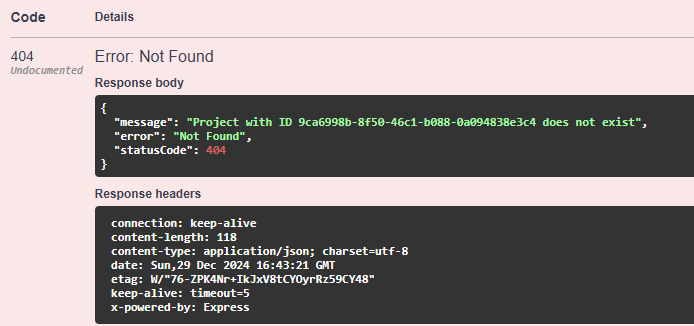 Code Details
404 Error: Not Found
Undocumented
Response body
{
"message": "Project with ID 9ca6998b-8f50-46c1-b088-0a094838e3c4 does not exist",
"error": "Not Found",
"statusCode": 404
}
Response headers
connection: keep-alive
content-length: 118
content-type: application/json; charset=utf-8
date: Sun,29 Dec 2024 16:43:21 GMT
etag: W/"76-ZPK4Nr+IkJxV8tCYOyrRz59CY48"
keep-alive: timeout=5
x-powered-by: Express